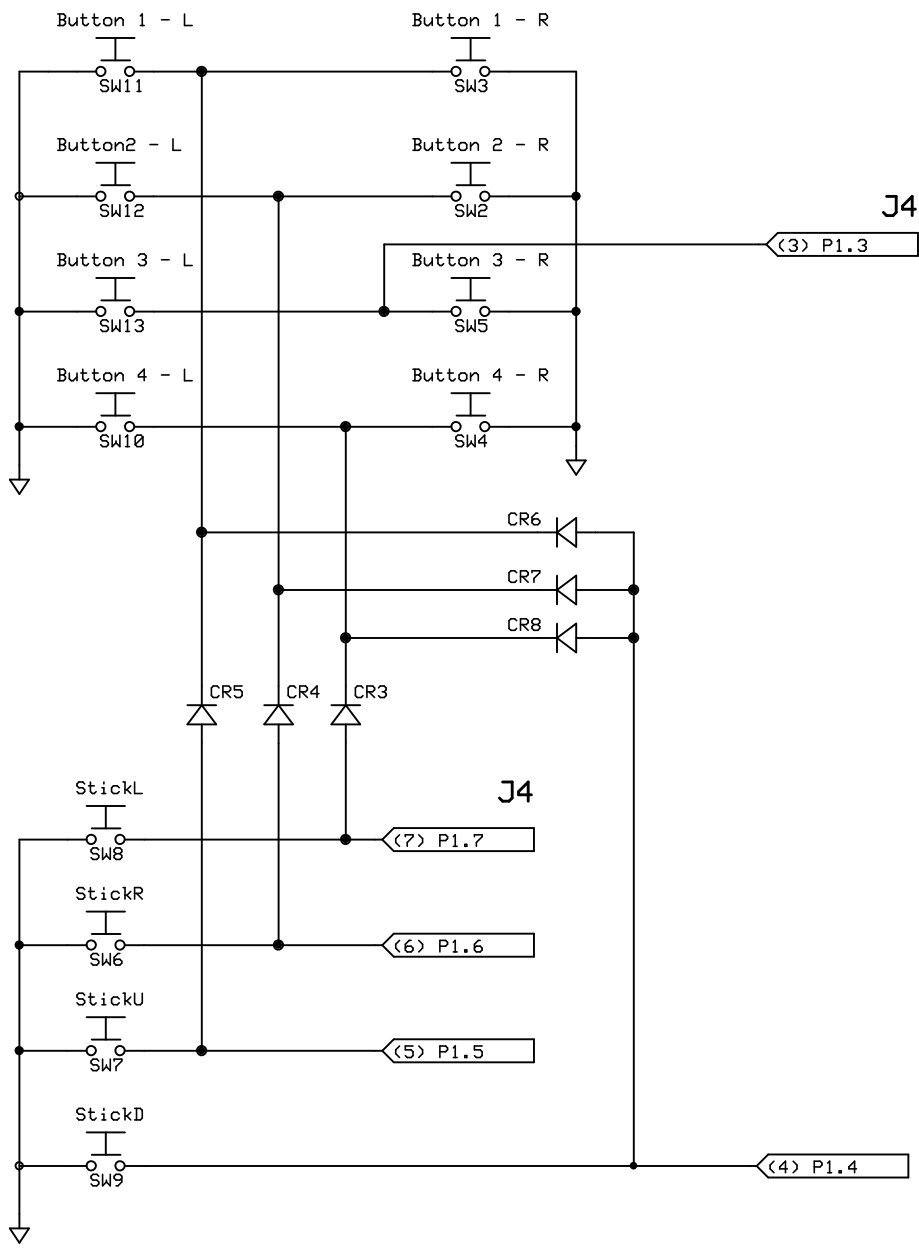 Button 1 - L
Button 1 - R
SW11
SW3
Button2 - L
Button 2 - R
SW12
SW2
J4
(3) P1.3
Button 3 - L
Button 3 - R
SW13
SW5
Button 4 - L
Button 4 - R
SW10
SW4
CR6
CR7
CR8
CR5
CR4
CR3
StickL
J4
(7) P1.7
SW8
StickR
(6) P1.6
SW6
StickU
(5) P1.5
SW7
StickD
(4) P1.4
SW9